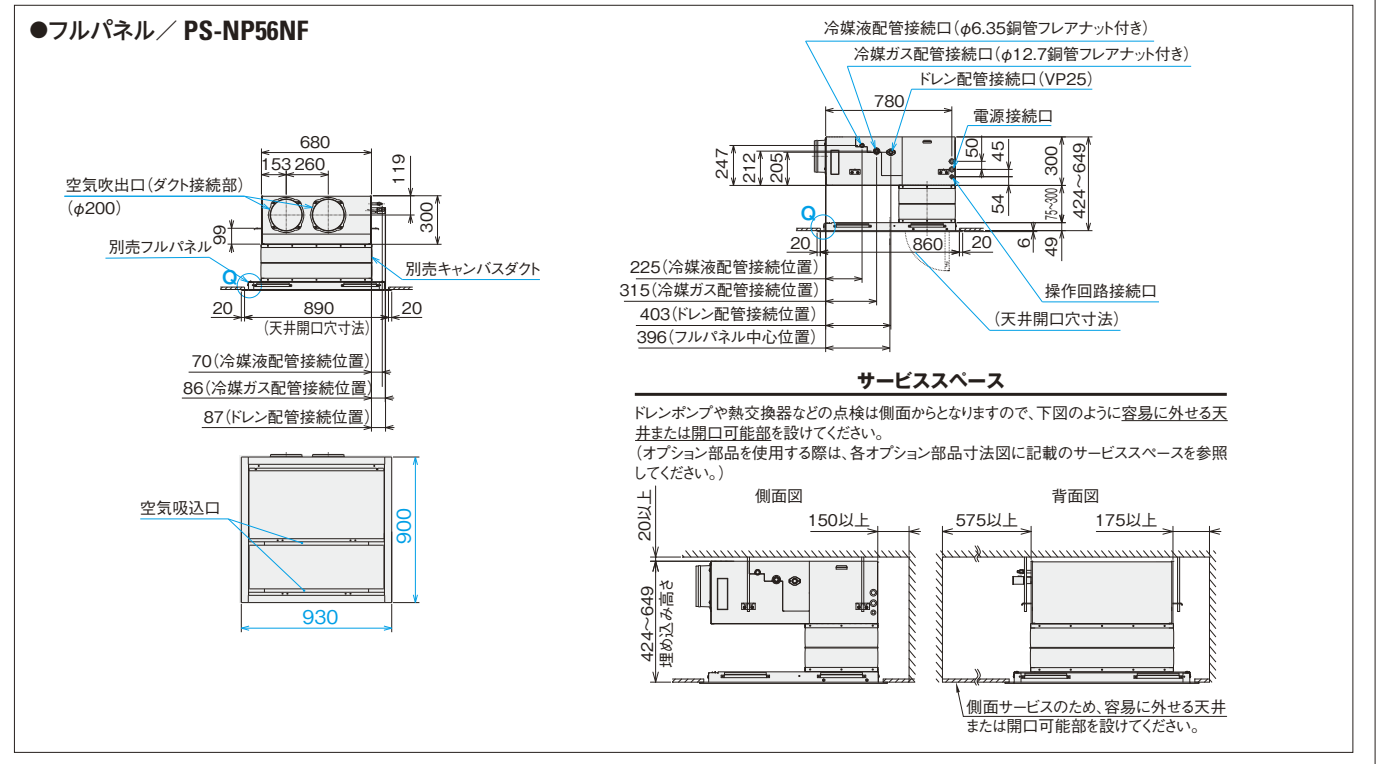 ●フルパネル／ PS-NP56NF
680
153 260
119
300
空気吹出口(ダクト接続部)
(φ200)
99
別売フルパネル
Q
別売キャンバスダクト
20
890
20
(天井開口穴寸法)
70(冷媒液配管接続位置)
86(冷媒ガス配管接続位置)
87(ドレン配管接続位置)
空気吸込口
900
930
冷媒液配管接続口(φ6.35銅管フレアナット付き)
冷媒ガス配管接続口(φ12.7銅管フレアナット付き)
ドレン配管接続口(VP25)
780
電源接続口
247
212
205
50
45
54
300
75~300
424~649
Q
20
860
20
6
49
225(冷媒液配管接続位置)
315(冷媒ガス配管接続位置)
403(ドレン配管接続位置)
396(フルパネル中心位置)
操作回路接続口
(天井開口穴寸法)
サービススペース
ドレンポンプや熱交換器などの点検は側面からとなりますので、下図のように容易に外せる天
井または開口可能部を設けてください。
(オプション部品を使用する際は、各オプション部品寸法図に記載のサービススペースを参照
してください。)
側面図
20以上
150以上
424~649
埋め込み高さ
背面図
575以上
175以上
側面サービスのため、容易に外せる天井
または開口可能部を設けてください。